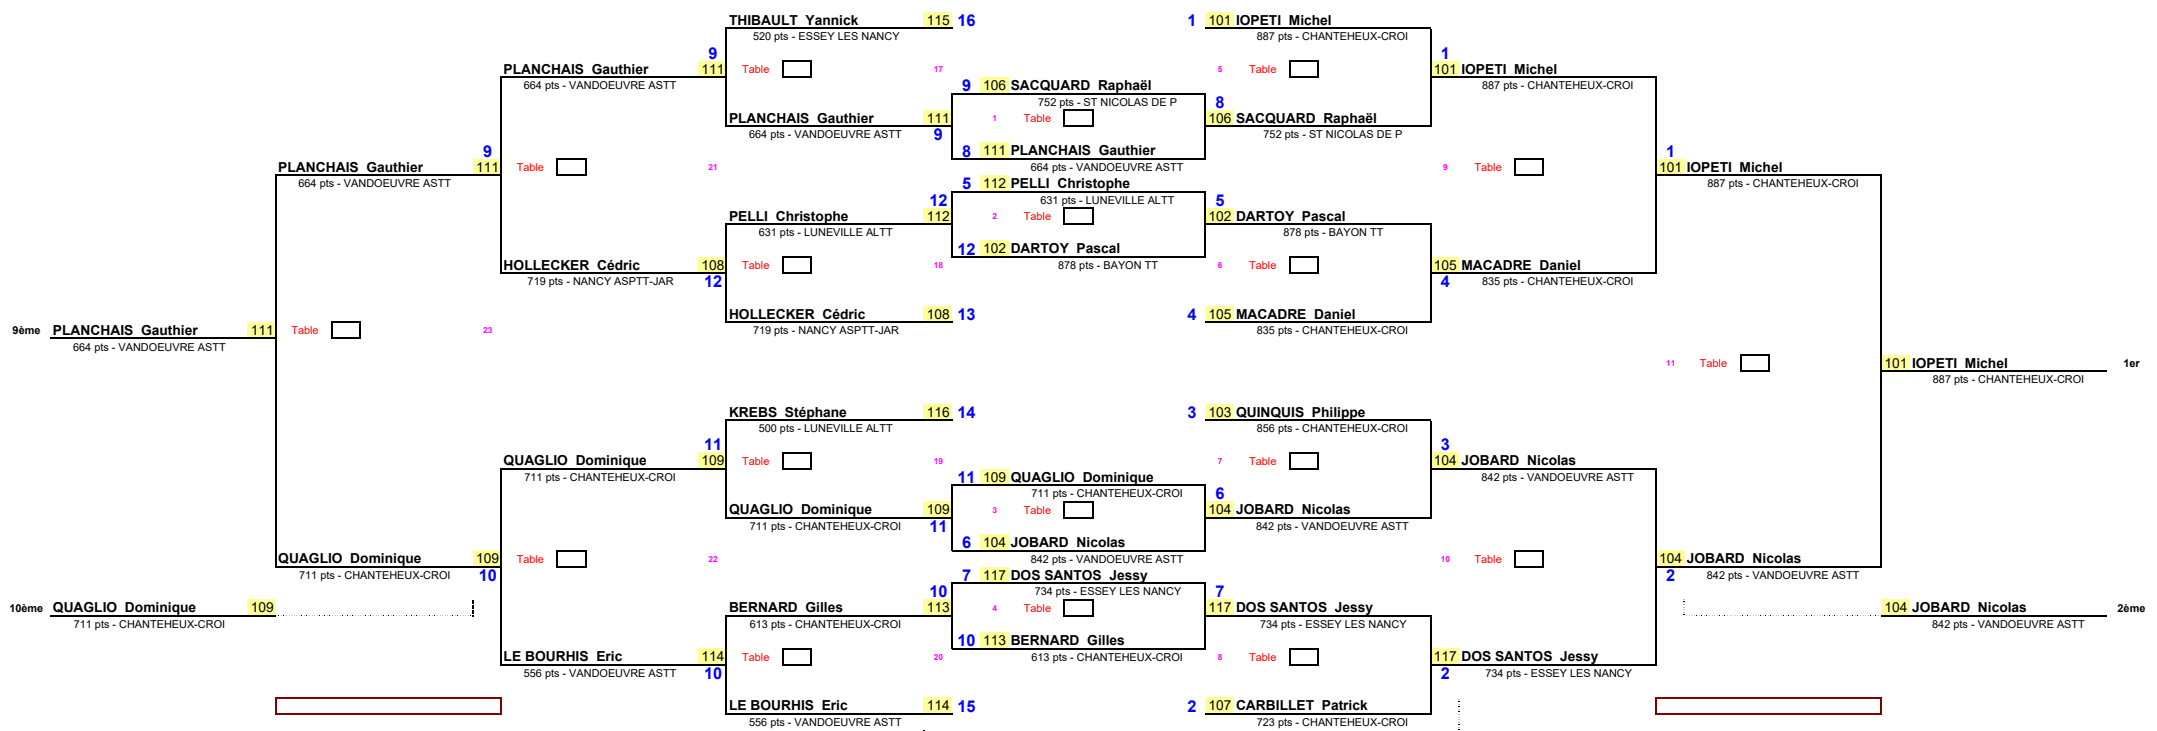 THIBAULT Yannick 115 16 1 101 IOPETI Michel
520 pts - ESSEY LES NANCY 887 pts - CHANTEHEUX-CROI
9 1
PLANCHAIS Gauthier 111 Table 17 5 Table 101 IOPETI Michel
664 pts - VANDOEUVRE ASTT 9 106 SACQUARD Raphaël 887 pts - CHANTEHEUX-CROI
752 pts - ST NICOLAS DE P 8
PLANCHAIS Gauthier 111 1 Table 106 SACQUARD Raphaël
664 pts - VANDOEUVRE ASTT 9 752 pts - ST NICOLAS DE P
9 8 111 PLANCHAIS Gauthier 1
PLANCHAIS Gauthier 111 Table 21 664 pts - VANDOEUVRE ASTT 9 Table 101 IOPETI Michel
664 pts - VANDOEUVRE ASTT 5 112 PELLI Christophe 887 pts - CHANTEHEUX-CROI
12 631 pts - LUNEVILLE ALTT 5
PELLI Christophe 112 2 Table 102 DARTOY Pascal
631 pts - LUNEVILLE ALTT 878 pts - BAYON TT
12 102 DARTOY Pascal
HOLLECKER Cédric 108 Table 18 878 pts - BAYON TT 6 Table 105 MACADRE Daniel
719 pts - NANCY ASPTT-JAR 12 4 835 pts - CHANTEHEUX-CROI
HOLLECKER Cédric 108 13 4 105 MACADRE Daniel
9ème PLANCHAIS Gauthier 111 Table 23 719 pts - NANCY ASPTT-JAR 835 pts - CHANTEHEUX-CROI
664 pts - VANDOEUVRE ASTT
11 Table 101 IOPETI Michel 1er
887 pts - CHANTEHEUX-CROI
KREBS Stéphane 116 14 3 103 QUINQUIS Philippe
500 pts - LUNEVILLE ALTT 856 pts - CHANTEHEUX-CROI
11 3
QUAGLIO Dominique 109 Table 19 7 Table 104 JOBARD Nicolas
711 pts - CHANTEHEUX-CROI 11 109 QUAGLIO Dominique 842 pts - VANDOEUVRE ASTT
711 pts - CHANTEHEUX-CROI 6
QUAGLIO Dominique 109 3 Table 104 JOBARD Nicolas
711 pts - CHANTEHEUX-CROI 11 842 pts - VANDOEUVRE ASTT
6 104 JOBARD Nicolas
QUAGLIO Dominique 109 Table 22 842 pts - VANDOEUVRE ASTT 10 Table 104 JOBARD Nicolas
711 pts - CHANTEHEUX-CROI 10 7 117 DOS SANTOS Jessy 2 842 pts - VANDOEUVRE ASTT
10 734 pts - ESSEY LES NANCY 7
10ème QUAGLIO Dominique 109 BERNARD Gilles 113 4 Table 117 DOS SANTOS Jessy 104 JOBARD Nicolas 2ème
711 pts - CHANTEHEUX-CROI 613 pts - CHANTEHEUX-CROI 734 pts - ESSEY LES NANCY 842 pts - VANDOEUVRE ASTT
10 113 BERNARD Gilles
LE BOURHIS Eric 114 Table 20 613 pts - CHANTEHEUX-CROI 8 Table 117 DOS SANTOS Jessy
556 pts - VANDOEUVRE ASTT 10 2 734 pts - ESSEY LES NANCY
LE BOURHIS Eric 114 15 2 107 CARBILLET Patrick
556 pts - VANDOEUVRE ASTT 723 pts - CHANTEHEUX-CROI